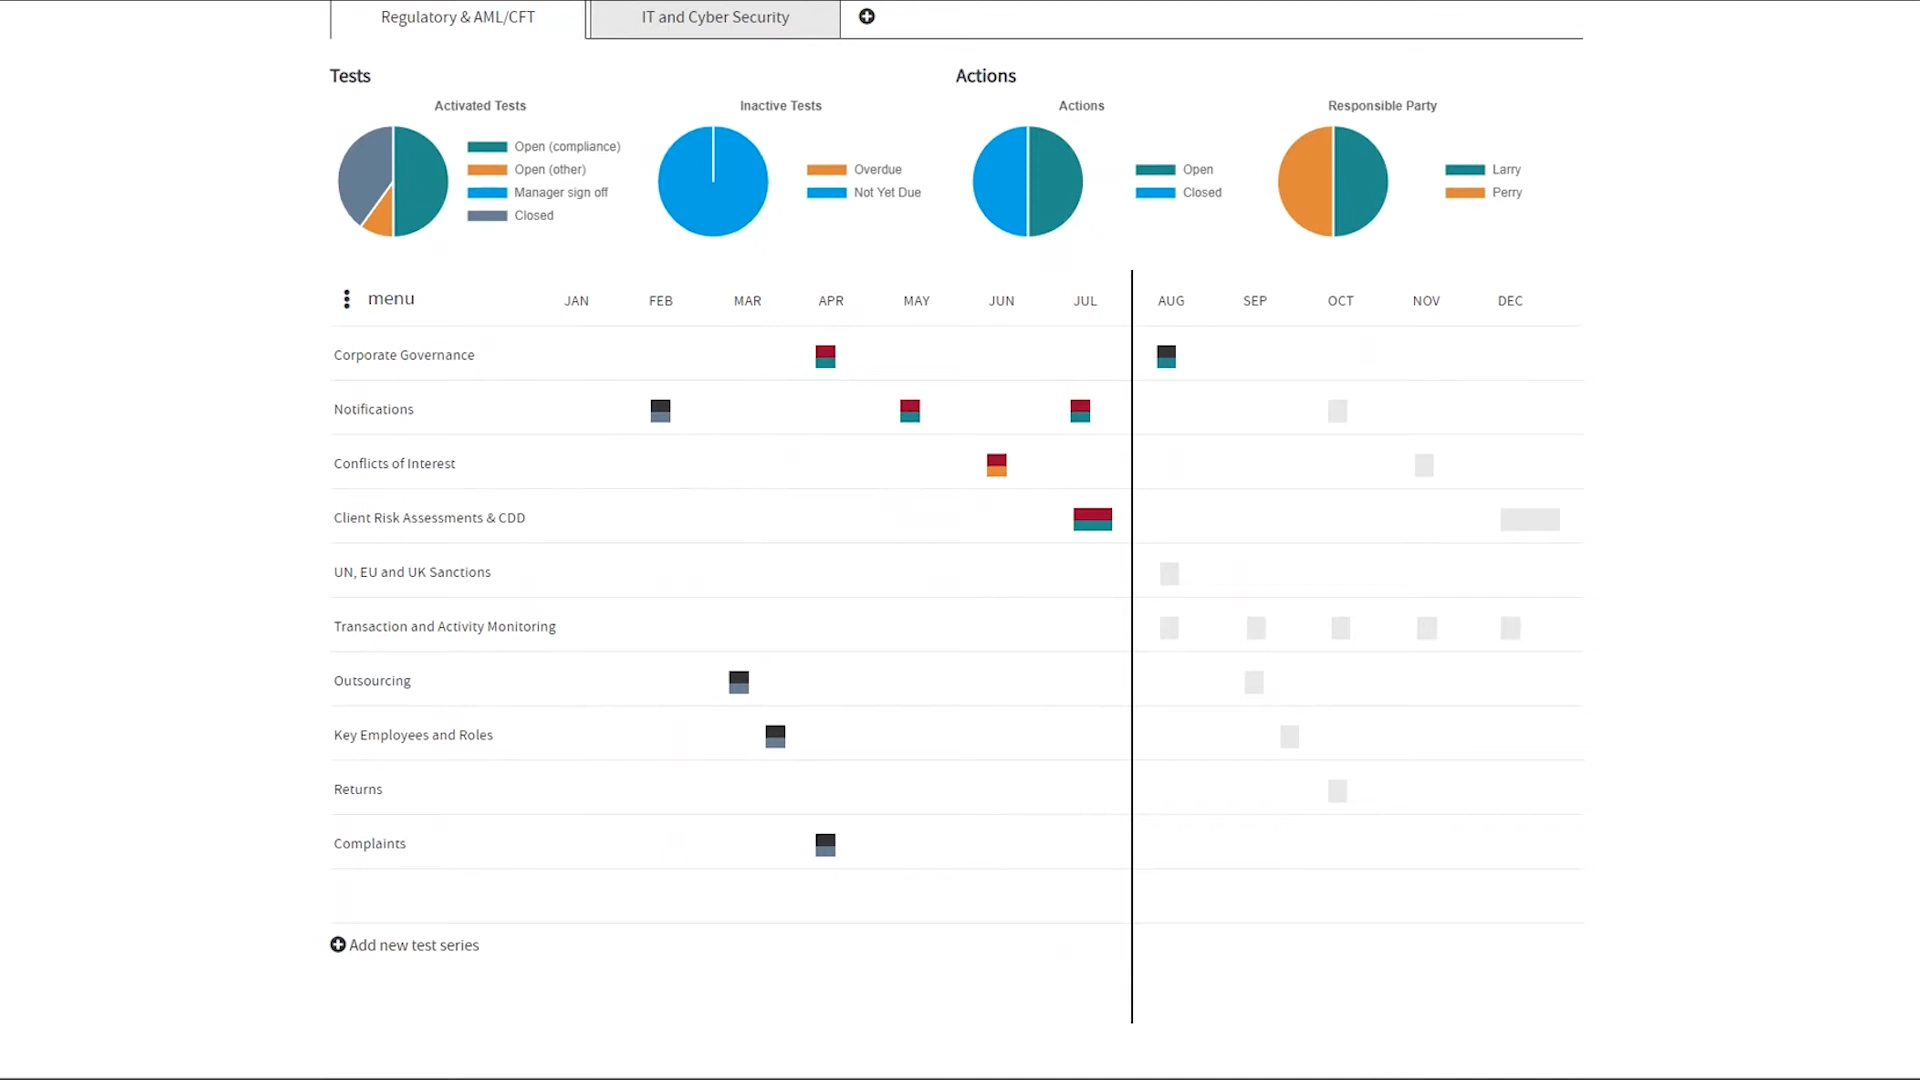 Regulatory & AML/CFT
IT and Cyber Security
Tests
Actions
Activated Tests
Inactive Tests
Actions
Responsible Party
Open (compliance)
Open (other)
Manager sign off
Closed
Overdue
Not Yet Due
Open
Closed
Larry
Perry
menu JAN FEB MAR APR MAY JUN JUL AUG SEP OCT NOV DEC
Corporate Governance
Notifications
Conflicts of Interest
Client Risk Assessments & CDD
UN, EU and UK Sanctions
Transaction and Activity Monitoring
Outsourcing
Key Employees and Roles
Returns
Complaints
Add new test series